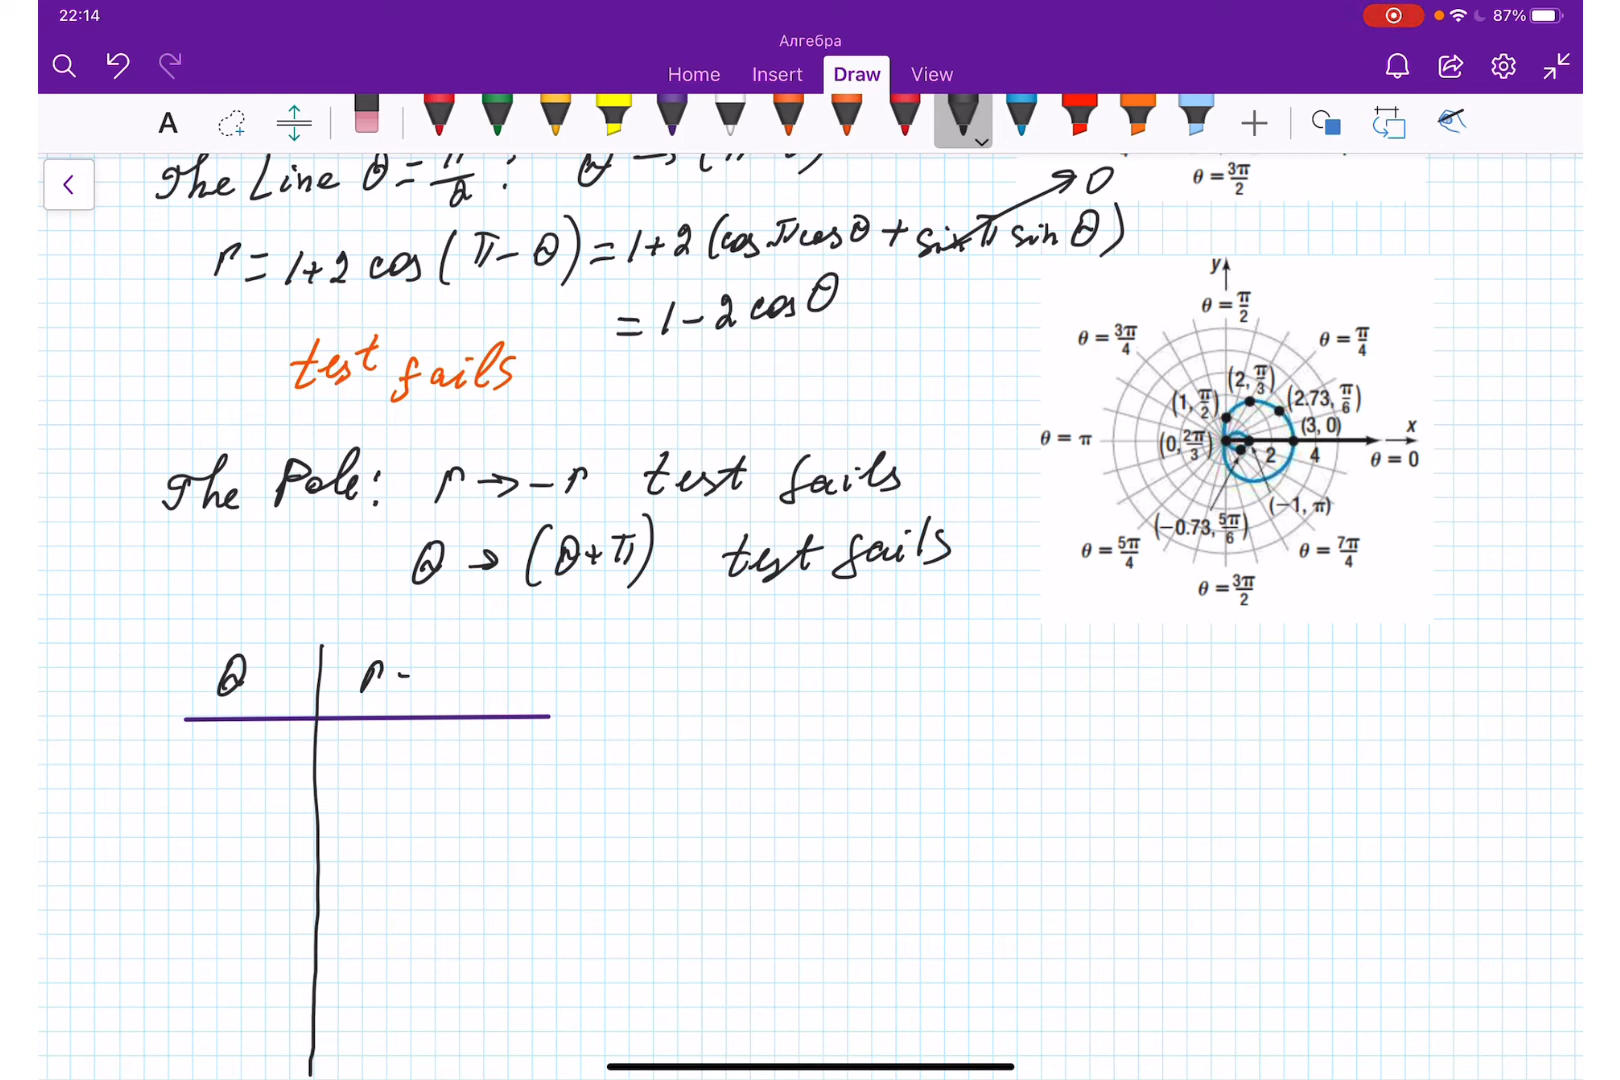 22:14
87%
Алгебра
Home Insert Draw View
A
The Line θ = π/2 : θ → (π
θ = 3π/2
0
r = 1+2 cos (π − θ) = 1+2 (cos π cos θ + sin π sin θ)
= 1 − 2 cos θ
test fails
The Pole: r → −r test fails
θ → (θ + π) test fails
θ r =
y
θ = π/2
θ = 3π/4
θ = π/4
(2, π/3)
(1, π/2)
(2.73, π/6)
(3, 0)
x
θ = π
(0, 2π/3)
2
4
θ = 0
(−1, π)
(−0.73, 5π/6)
θ = 5π/4
θ = 7π/4
θ = 3π/2